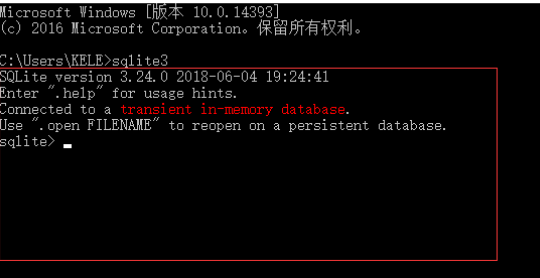 Microsoft Windows [版本 10.0.14393]
(c) 2016 Microsoft Corporation。保留所有权利。
C:\Users\KELE>sqlite3
SQLite version 3.24.0 2018-06-04 19:24:41
Enter ".help" for usage hints.
Connected to a transient in-memory database.
Use ".open FILENAME" to reopen on a persistent database.
sqlite>